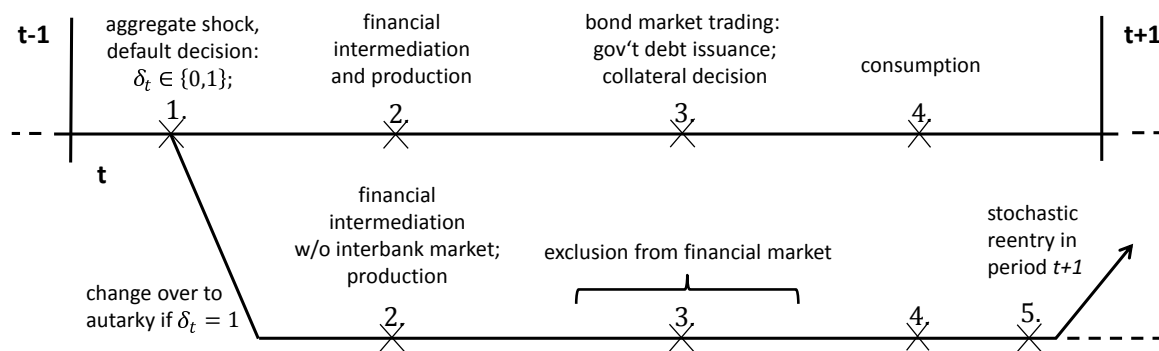 t-1
aggregate shock,
default decision:
δₜ ∈ {0,1};
financial
intermediation
and production
bond market trading:
gov‘t debt issuance;
collateral decision
consumption
t+1
1.
2.
3.
4.
t
financial
intermediation
w/o interbank market;
production
exclusion from financial market
stochastic
reentry in
period t+1
change over to
autarky if δₜ = 1
2.
3.
4.
5.